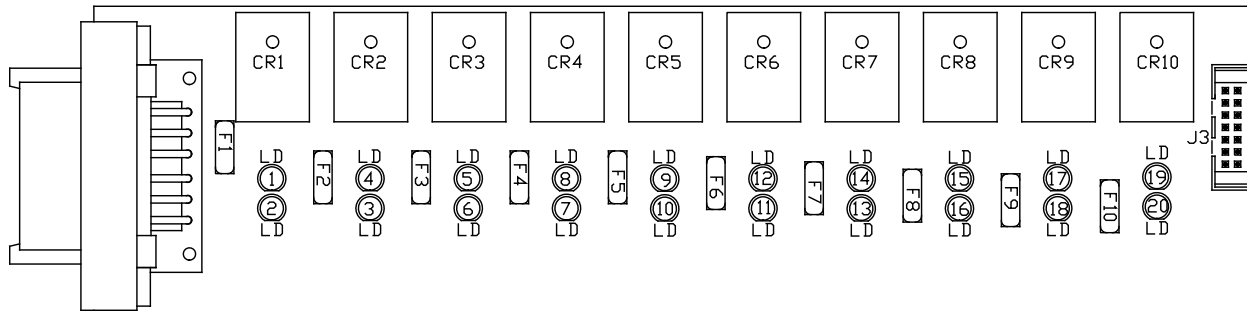 CR1 CR2 CR3 CR4 CR5 CR6 CR7 CR8 CR9 CR10
J3
F1 F2 F3 F4 F5 F6 F7 F8 F9 F10
LD LD LD LD LD LD LD LD LD LD
1 4 5 8 9 12 14 15 17 19
2 3 6 7 10 11 13 16 18 20
LD LD LD LD LD LD LD LD LD LD